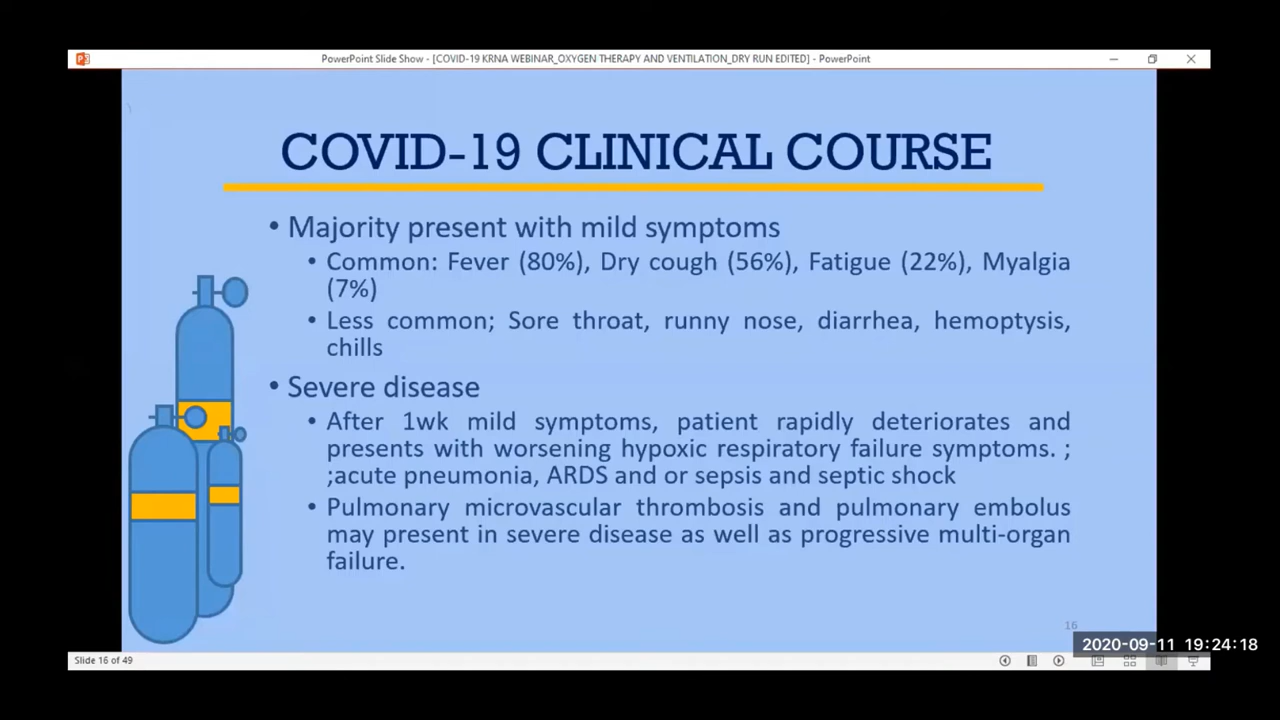 PowerPoint Slide Show - [COVID-19 KRNA WEBINAR_OXYGEN THERAPY AND VENTILATION_DRY RUN EDITED] - PowerPoint
COVID-19 CLINICAL COURSE
• Majority present with mild symptoms
• Common: Fever (80%), Dry cough (56%), Fatigue (22%), Myalgia
(7%)
• Less common; Sore throat, runny nose, diarrhea, hemoptysis,
chills
• Severe disease
• After 1wk mild symptoms, patient rapidly deteriorates and
presents with worsening hypoxic respiratory failure symptoms. ;
;acute pneumonia, ARDS and or sepsis and septic shock
• Pulmonary microvascular thrombosis and pulmonary embolus
may present in severe disease as well as progressive multi-organ
failure.
16
2020-09-11 19:24:18
Slide 16 of 49